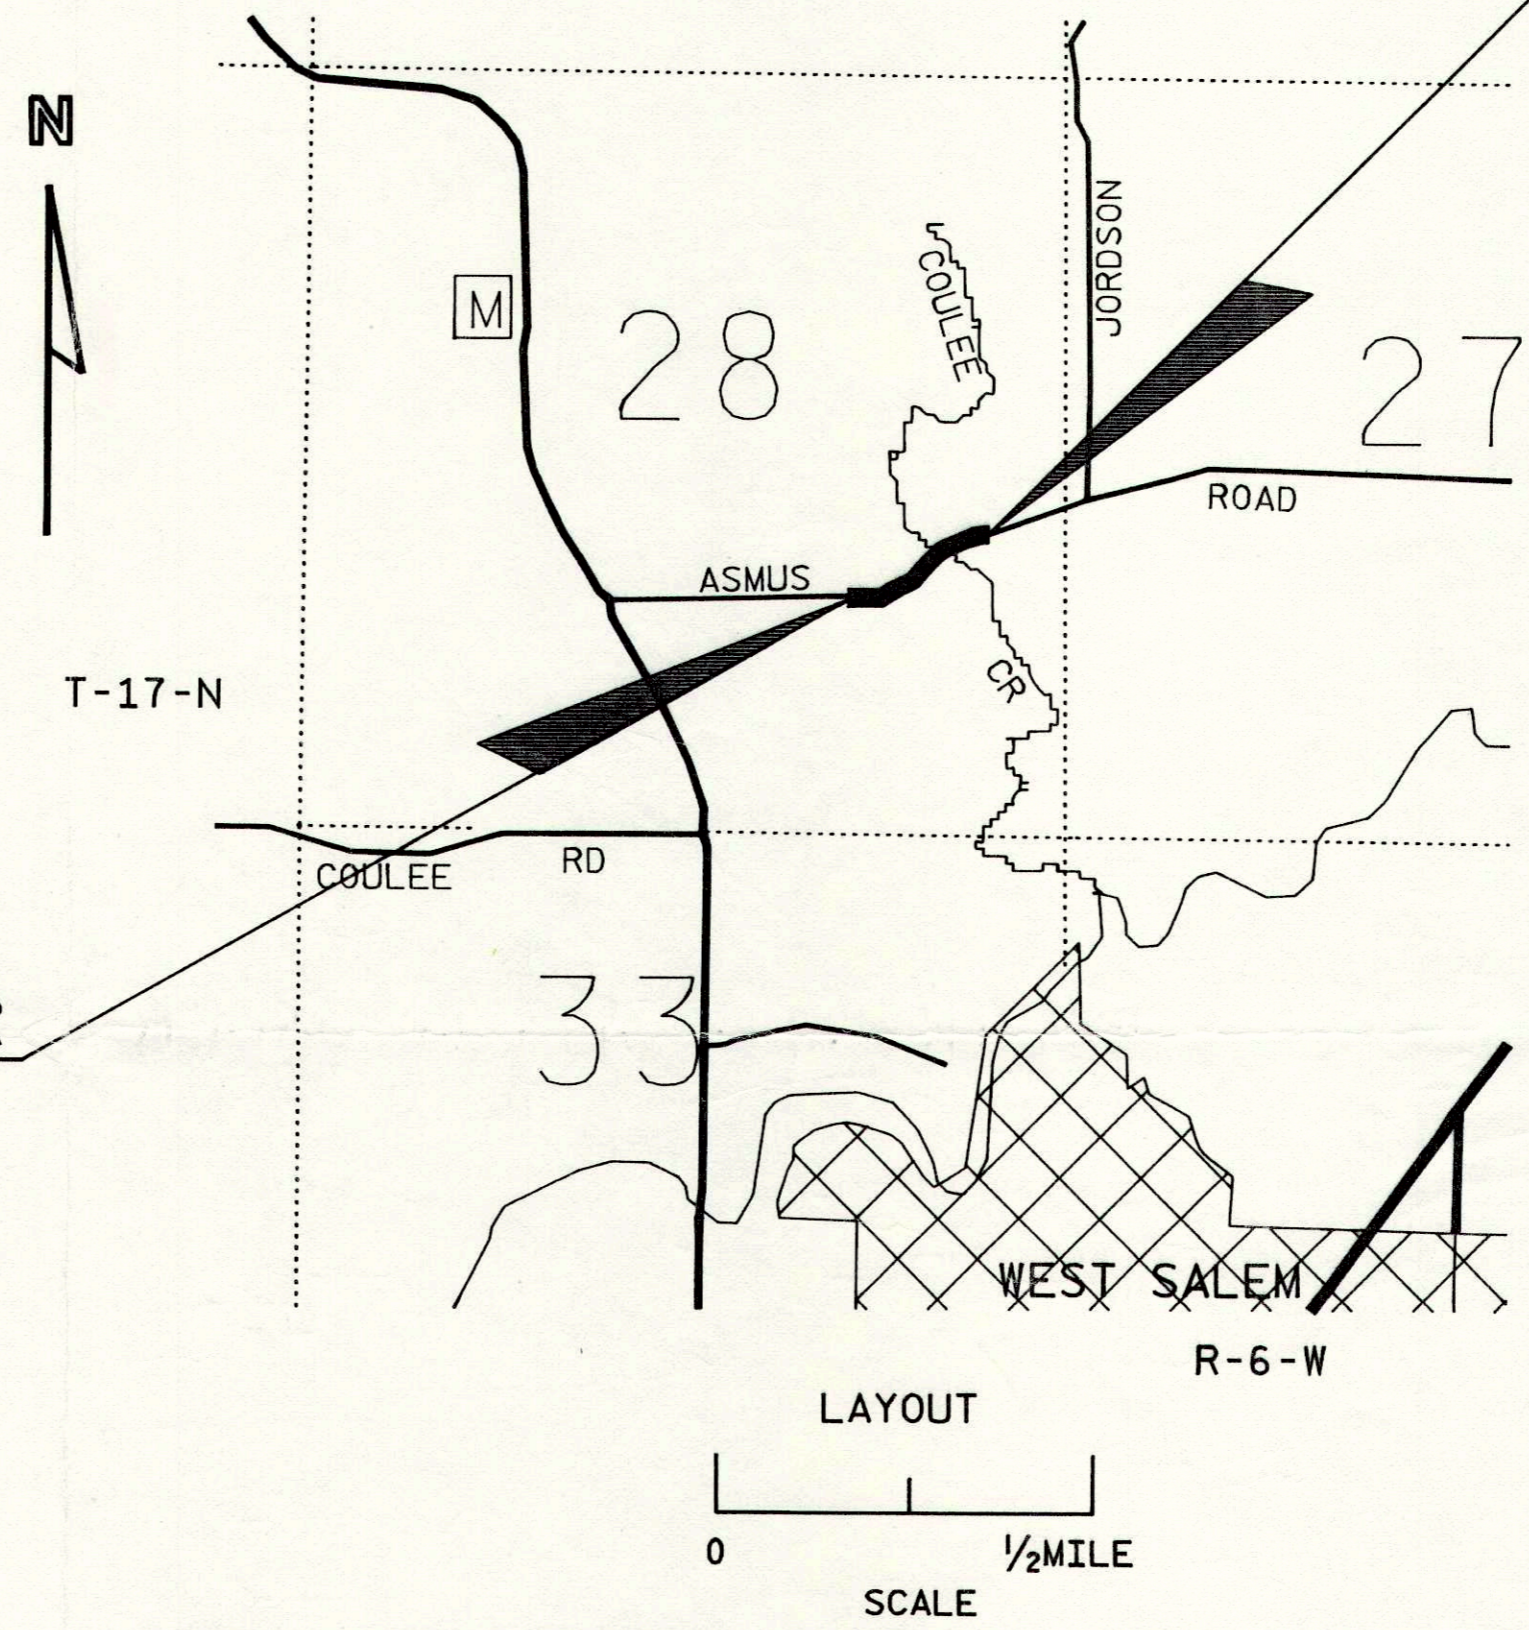 N
JORDSON
COULEE
M
28
27
ROAD
ASMUS
CR
T-17-N
COULEE RD
33
WEST SALEM
R-6-W
LAYOUT
0 1/2MILE
SCALE